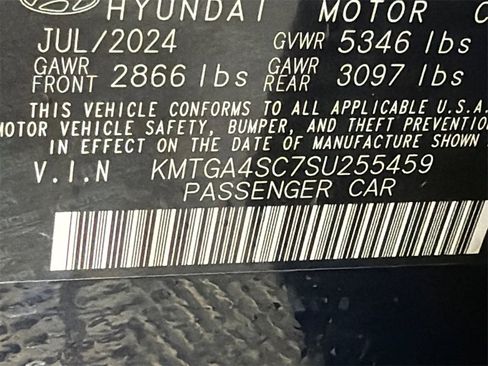 HYUNDAI MOTOR C
JUL/2024 GVWR 5346 lbs
GAWR FRONT 2866 lbs GAWR REAR 3097 lbs
THIS VEHICLE CONFORMS TO ALL APPLICABLE U.S.A.
MOTOR VEHICLE SAFETY, BUMPER, AND THEFT PREVENTION
IN EFFECT ON THE DATE OF MANUFACTURE SHOWN
V.I.N KMTGA4SC7SU255459
PASSENGER CAR